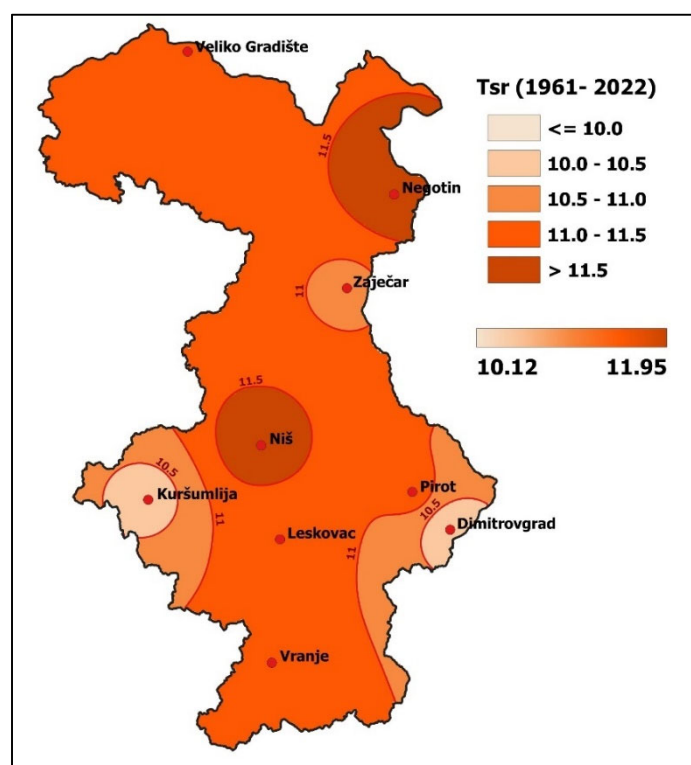 Veliko Gradište
Tsr (1961- 2022)
<= 10.0
10.0 - 10.5
10.5 - 11.0
11.0 - 11.5
> 11.5
10.12 11.95
11.5
Negotin
Zaječar
11
11.5
Niš
10.5
Kuršumlija
11
Pirot
10.5
Dimitrovgrad
Leskovac
11
Vranje